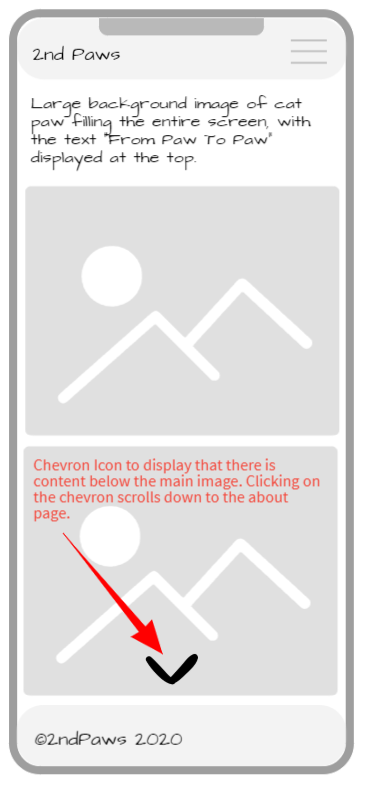 2nd Paws
Large background image of cat
paw filling the entire screen, with
the text "From Paw To Paw"
displayed at the top.
Chevron Icon to display that there is
content below the main image. Clicking on
the chevron scrolls down to the about
page.
©2ndPaws 2020